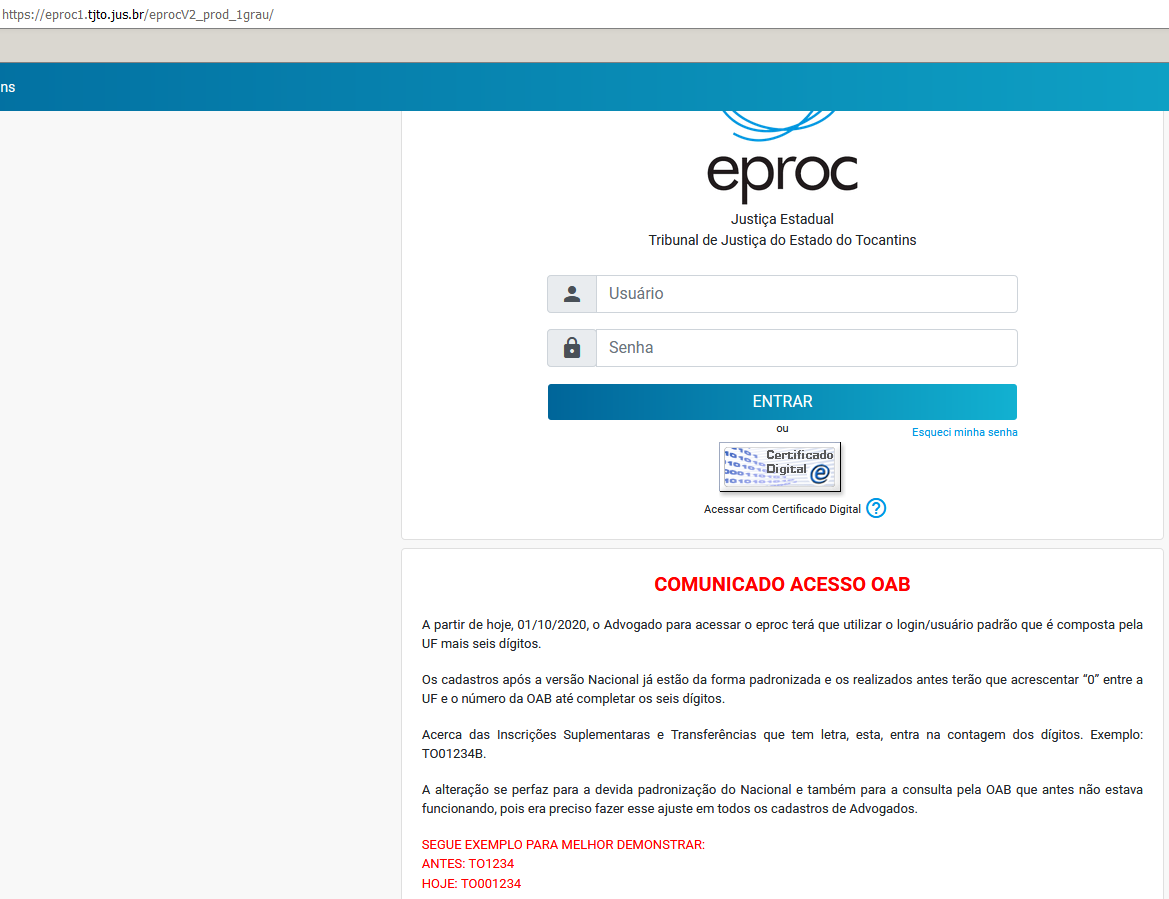 https://eproc1.tjto.jus.br/eprocV2_prod_1grau/
ns
eproc
Justiça Estadual
Tribunal de Justiça do Estado do Tocantins
Usuário
Senha
ENTRAR
ou
Esqueci minha senha
Certificado
Digital
Acessar com Certificado Digital
COMUNICADO ACESSO OAB
A partir de hoje, 01/10/2020, o Advogado para acessar o eproc terá que utilizar o login/usuário padrão que é composta pela
UF mais seis dígitos.
Os cadastros após a versão Nacional já estão da forma padronizada e os realizados antes terão que acrescentar “0” entre a
UF e o número da OAB até completar os seis dígitos.
Acerca das Inscrições Suplementaras e Transferências que tem letra, esta, entra na contagem dos dígitos. Exemplo:
TO01234B.
A alteração se perfaz para a devida padronização do Nacional e também para a consulta pela OAB que antes não estava
funcionando, pois era preciso fazer esse ajuste em todos os cadastros de Advogados.
SEGUE EXEMPLO PARA MELHOR DEMONSTRAR:
ANTES: TO1234
HOJE: TO001234